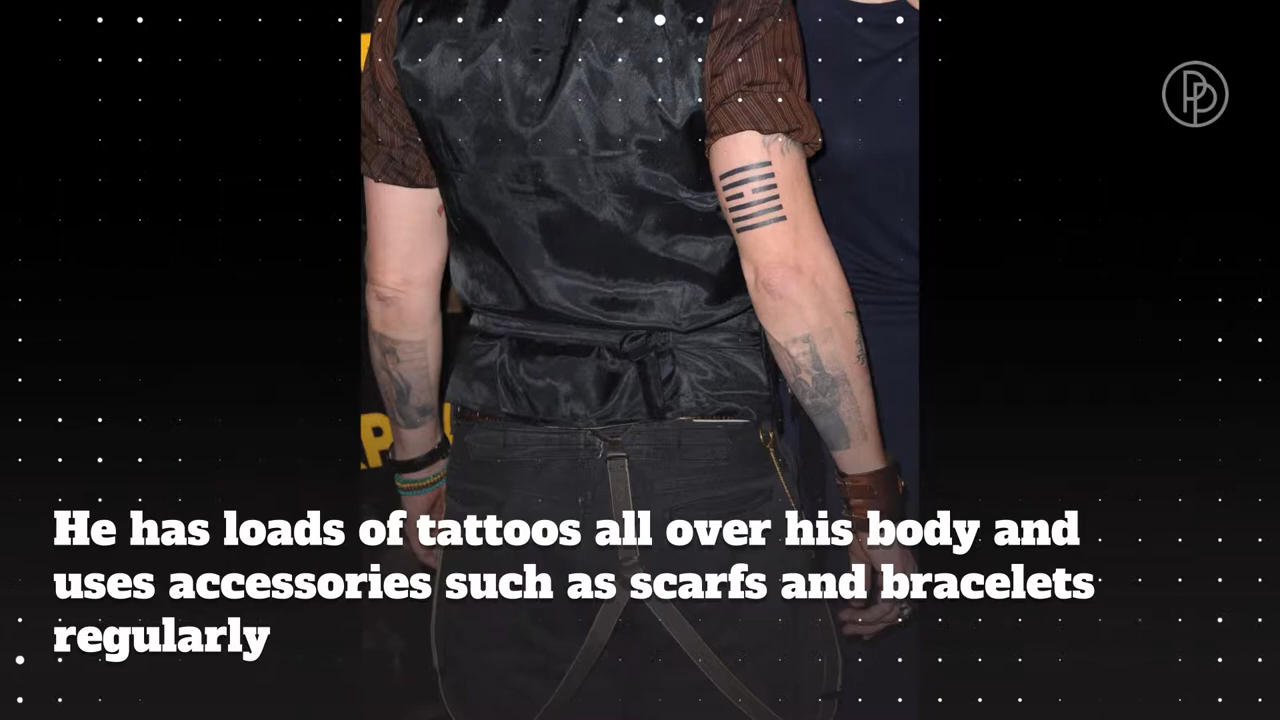 He has loads of tattoos all over his body and
uses accessories such as scarfs and bracelets
regularly